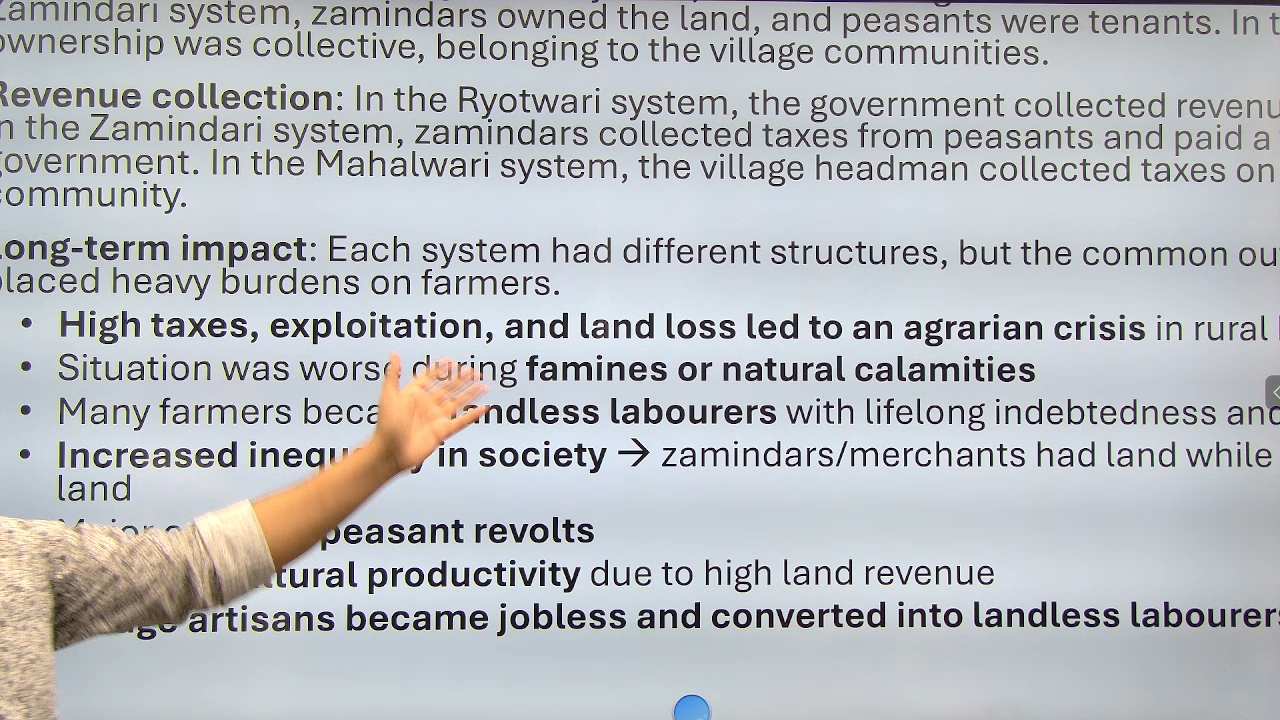 Zamindari system, zamindars owned the land, and peasants were tenants. In t
ownership was collective, belonging to the village communities.
Revenue collection: In the Ryotwari system, the government collected revenu
n the Zamindari system, zamindars collected taxes from peasants and paid a
government. In the Mahalwari system, the village headman collected taxes on
community.
Long-term impact: Each system had different structures, but the common ou
placed heavy burdens on farmers.
• High taxes, exploitation, and land loss led to an agrarian crisis in rural
• Situation was worse during famines or natural calamities
• Many farmers beca landless labourers with lifelong indebtedness and
• Increased inequality in society → zamindars/merchants had land while
land
peasant revolts
tural productivity due to high land revenue
artisans became jobless and converted into landless labourers